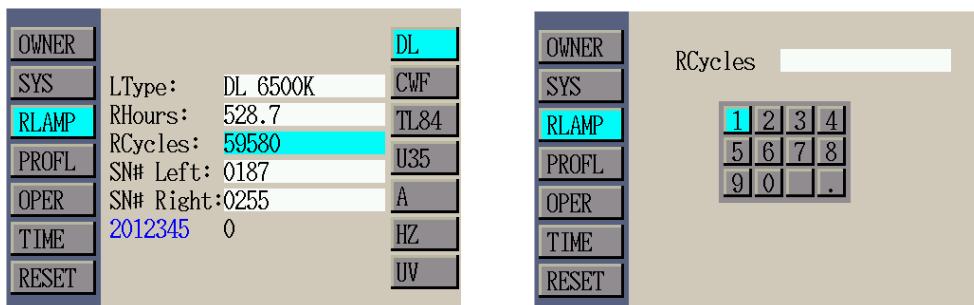 OWNER
SYS
RLAMP
PROFL
OPER
TIME
RESET
LType: DL 6500K
RHours: 528.7
RCycles: 59580
SN# Left: 0187
SN# Right:0255
2012345 0
DL
CWF
TL84
U35
A
HZ
UV
OWNER
SYS
RLAMP
PROFL
OPER
TIME
RESET
RCycles
1 2 3 4
5 6 7 8
9 0 .